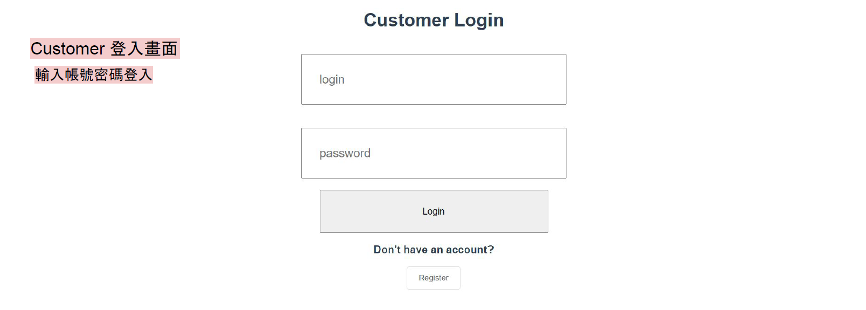 Customer Login
Customer 登入畫面
輸入帳號密碼登入
login
password
Login
Don't have an account?
Register